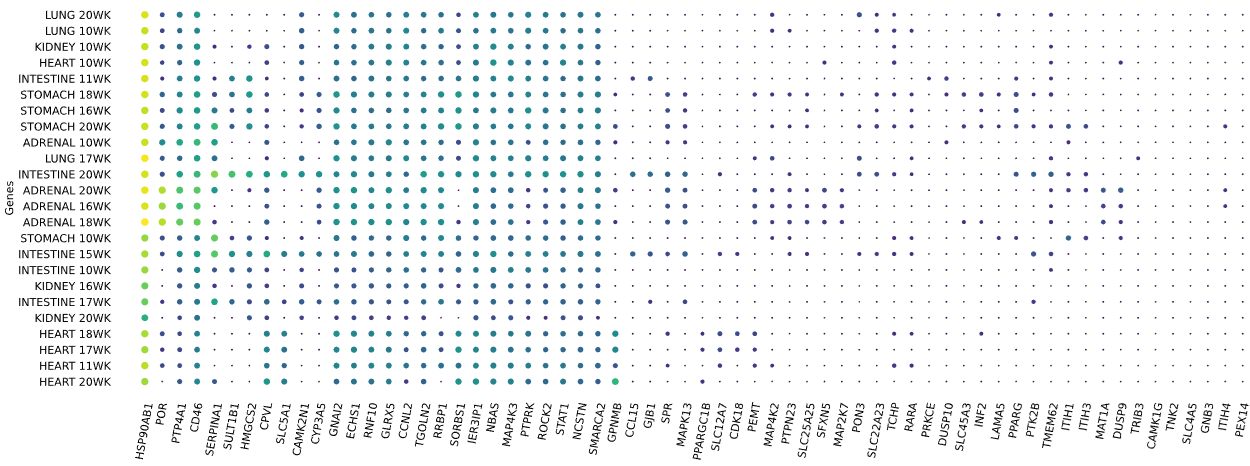 LUNG 20WK
LUNG 10WK
KIDNEY 10WK
HEART 10WK
INTESTINE 11WK
STOMACH 18WK
STOMACH 16WK
STOMACH 20WK
ADRENAL 10WK
LUNG 17WK
INTESTINE 20WK
ADRENAL 20WK
ADRENAL 16WK
ADRENAL 18WK
STOMACH 10WK
INTESTINE 15WK
INTESTINE 10WK
KIDNEY 16WK
INTESTINE 17WK
KIDNEY 20WK
HEART 18WK
HEART 17WK
HEART 11WK
HEART 20WK
Genes
HSP90AB1
POR
PTP4A1
CD46
SERPINA1
SULT1B1
HMGCS2
CPVL
SLC5A1
CAMK2N1
CYP3A5
GNAI2
ECHS1
RNF10
GLRX5
CCNL2
TGOLN2
RRBP1
SORBS1
IER3IP1
NBAS
MAP4K3
PTPRK
ROCK2
STAT1
NCSTN
SMARCA2
GPNMB
CCL15
GJB1
SPR
MAPK13
PPARGC1B
SLC12A7
CDK18
PEMT
MAP4K2
PTPN23
SLC25A25
SFXN5
MAP2K7
PON3
SLC22A23
TCHP
RARA
PRKCE
DUSP10
SLC45A3
INF2
LAMA5
PPARG
PTK2B
TMEM62
ITIH1
ITIH3
MAT1A
DUSP9
TRIB3
CAMK1G
TNK2
SLC4A5
GNB3
ITIH4
PEX14